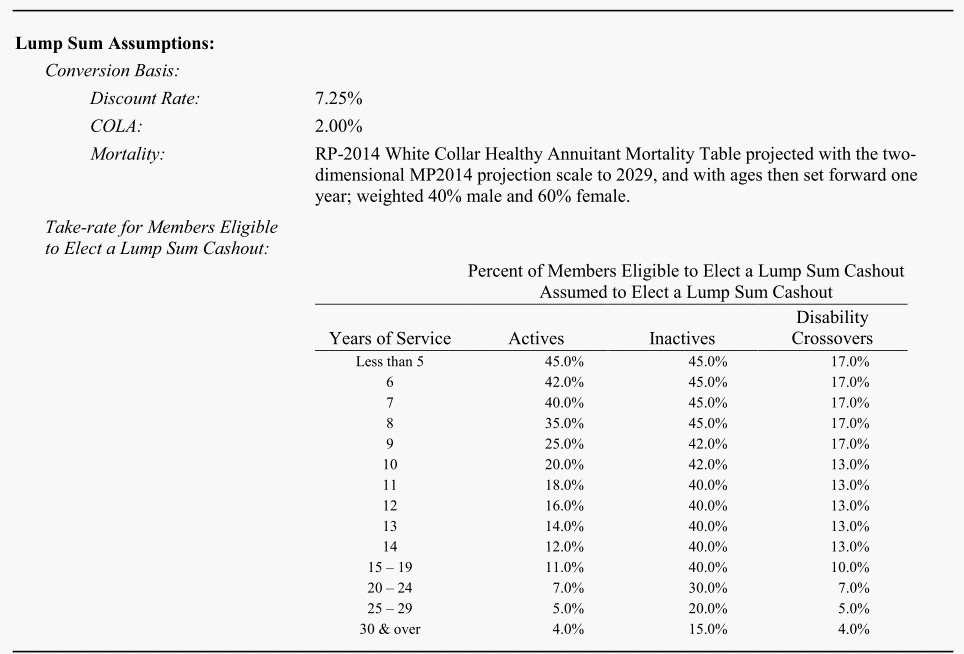 Lump Sum Assumptions:
Conversion Basis:
Discount Rate: 7.25%
COLA: 2.00%
Mortality: RP-2014 White Collar Healthy Annuitant Mortality Table projected with the two-
dimensional MP2014 projection scale to 2029, and with ages then set forward one
year; weighted 40% male and 60% female.
Take-rate for Members Eligible
to Elect a Lump Sum Cashout:
Percent of Members Eligible to Elect a Lump Sum Cashout
Assumed to Elect a Lump Sum Cashout
Disability
Years of Service Actives Inactives Crossovers
Less than 5 45.0% 45.0% 17.0%
6 42.0% 45.0% 17.0%
7 40.0% 45.0% 17.0%
8 35.0% 45.0% 17.0%
9 25.0% 42.0% 17.0%
10 20.0% 42.0% 13.0%
11 18.0% 40.0% 13.0%
12 16.0% 40.0% 13.0%
13 14.0% 40.0% 13.0%
14 12.0% 40.0% 13.0%
15 – 19 11.0% 40.0% 10.0%
20 – 24 7.0% 30.0% 7.0%
25 – 29 5.0% 20.0% 5.0%
30 & over 4.0% 15.0% 4.0%